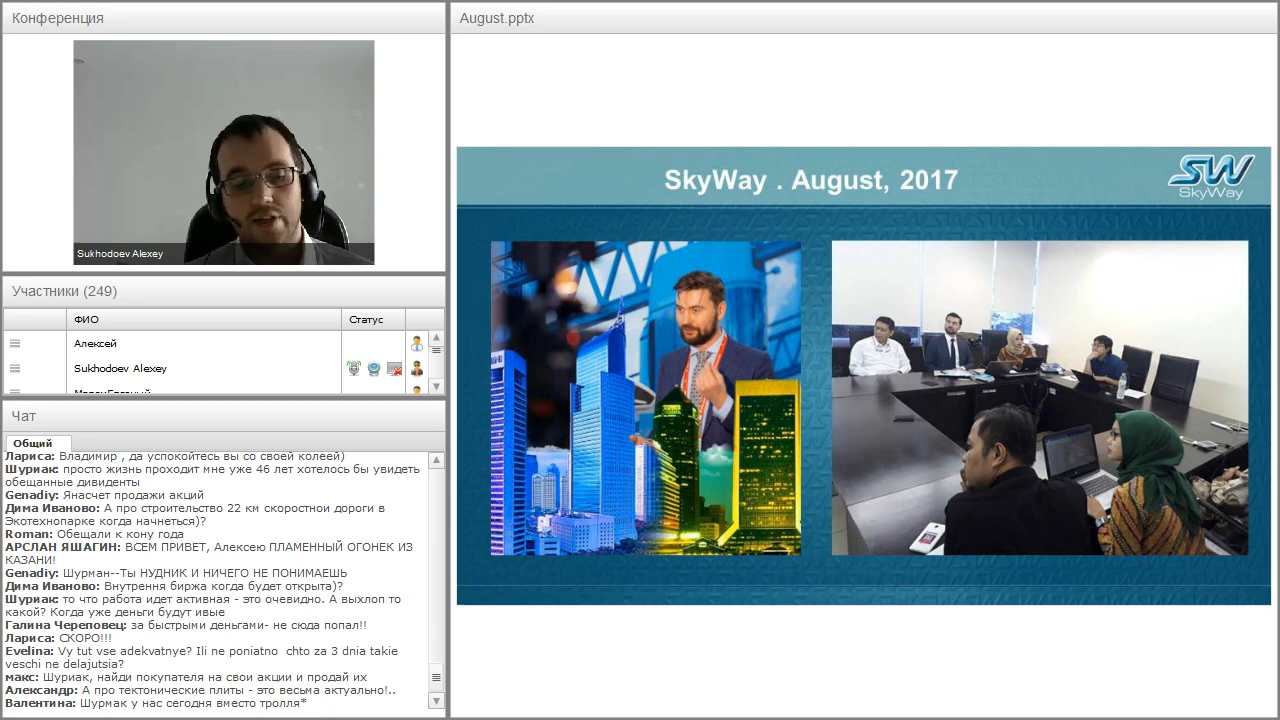 Конференция
Sukhodoev Alexey
Участники (249)
ФИО
Статус
Алексей
Sukhodoev Alexey
Чат
Общий
Лариса: Владимир , да успокойтесь вы со своей колеей)
Шуриак: просто жизнь проходит мне уже 46 лет хотелось бы увидеть
обещанные дивиденты
Genadiy: Я насчет продажи акций
Дима Иваново: А про строительство 22 км скоростной дороги в
Экотехнопарке когда начнеться)?
Roman: Обещали к кону года
АРСЛАН ЯШАГИН: ВСЕМ ПРИВЕТ, Алексею ПЛАМЕННЫЙ ОГОНЕК ИЗ
КАЗАНИ!
Genadiy: Шурман--Ты НУДНИК И НИЧЕГО НЕ ПОНИМАЕШЬ
Дима Иваново: Внутрення биржа когда будет открыта)?
Шуриак: то что работа идет активная - это очевидно. А выхлоп то
какой? Когда уже деньги будут ивые
Галина Череповец: за быстрыми деньгами- не сюда попал!!
Лариса: СКОРО!!!
Evelina: Vy tut vse adekvatnye? Ili ne poniatno chto za 3 dnia takie
veschi ne delajutsia?
макс: Шуриак, найди покупателя на свои акции и продай их
Александр: А про тектонические плиты - это весьма актуально!..
Валентина: Шурмак у нас сегодня вместо тролля*
August.pptx
SkyWay . August, 2017
SW
SkyWay